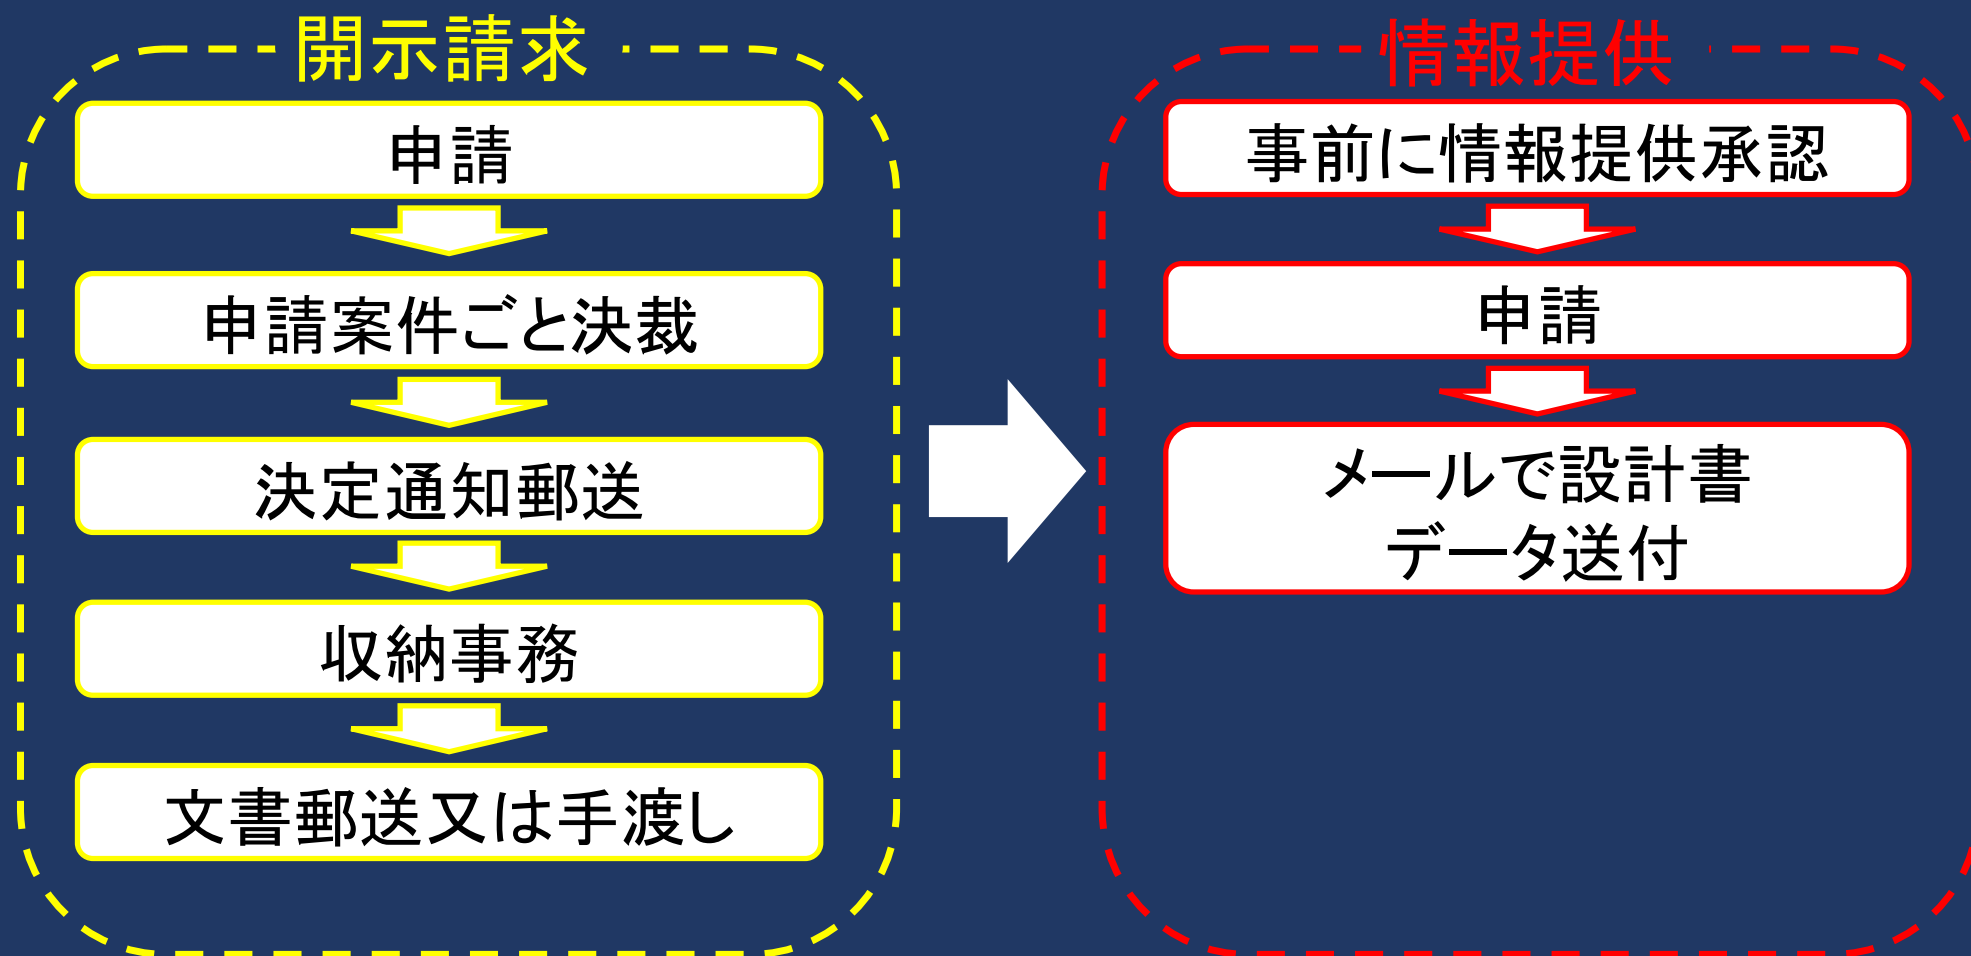 開示請求
申請
申請案件ごと決裁
決定通知郵送
収納事務
文書郵送又は手渡し
情報提供
事前に情報提供承認
申請
メールで設計書
データ送付